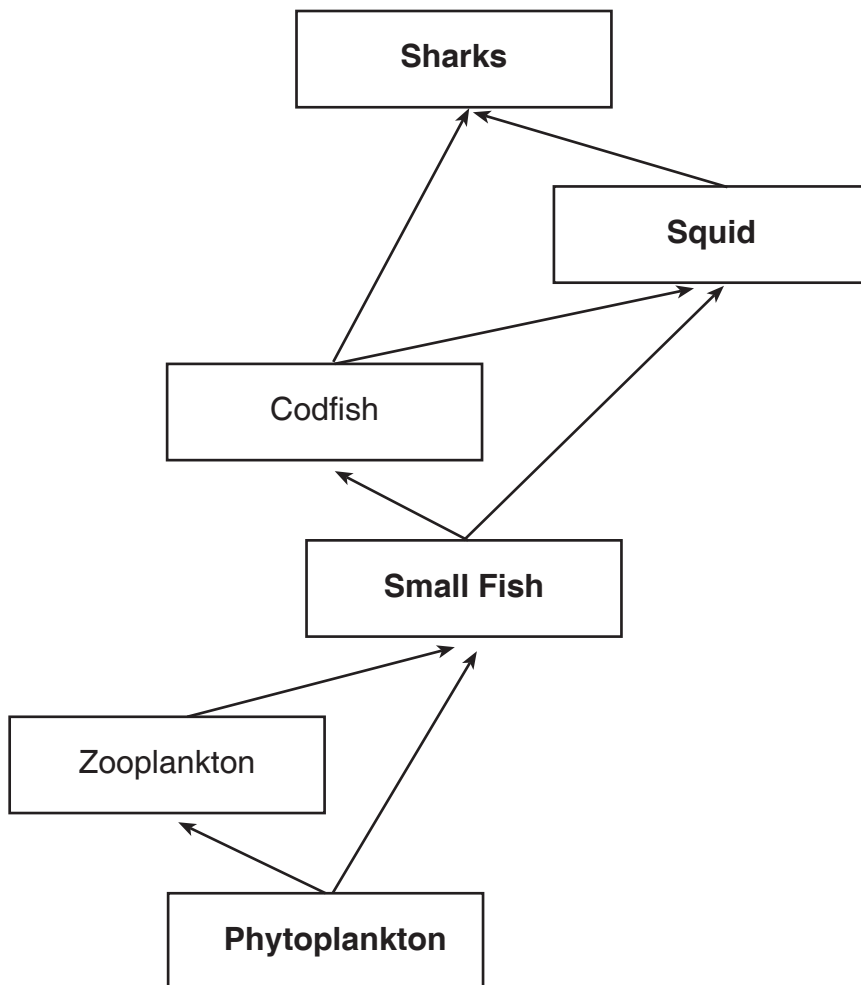 Sharks
Squid
Codfish
Small Fish
Zooplankton
Phytoplankton